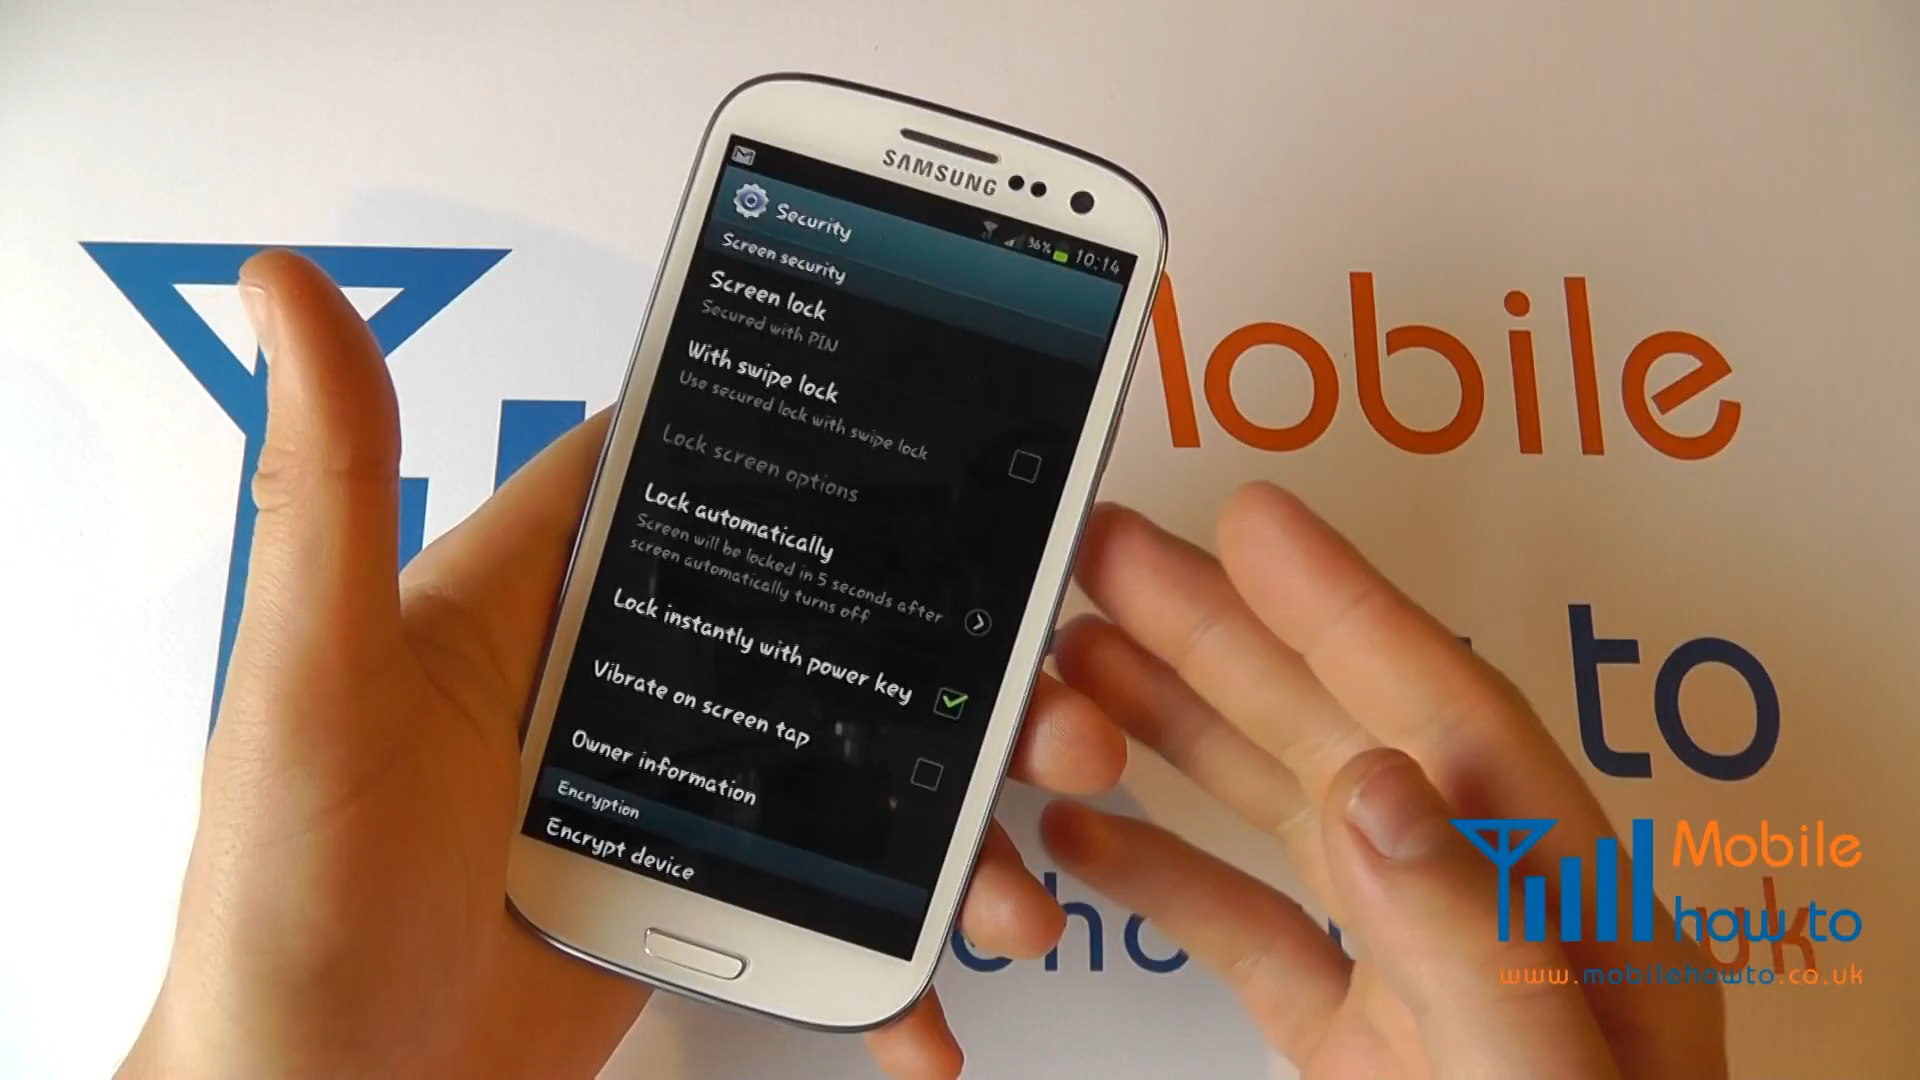 SAMSUNG
36% 10:14
Security
Screen security
Screen lock
Secured with PIN
With swipe lock
Use secured lock with swipe lock
Lock screen options
Lock automatically
Screen will be locked in 5 seconds after
screen automatically turns off
Lock instantly with power key
Vibrate on screen tap
Owner information
Encryption
Encrypt device
Mobile
to
Mobile
how to
www.mobilehowto.co.uk